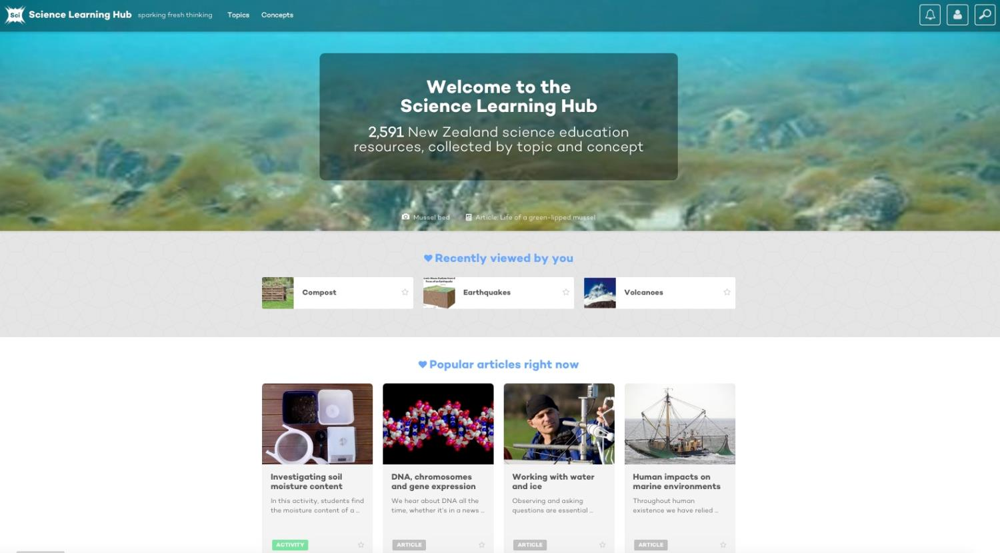 Sci Science Learning Hub sparking fresh thinking Topics Concepts
Welcome to the
Science Learning Hub
2,591 New Zealand science education
resources, collected by topic and concept
Mussel bed Article: Life of a green-lipped mussel
Recently viewed by you
Compost
Earthquakes
Volcanoes
Popular articles right now
Investigating soil
moisture content
In this activity, students find
the moisture content of a ...
ACTIVITY
DNA, chromosomes
and gene expression
We hear about DNA all the
time, whether it's in a news ...
ARTICLE
Working with water
and ice
Observing and asking
questions are essential ...
ARTICLE
Human impacts on
marine environments
Throughout human
existence we have relied ...
ARTICLE